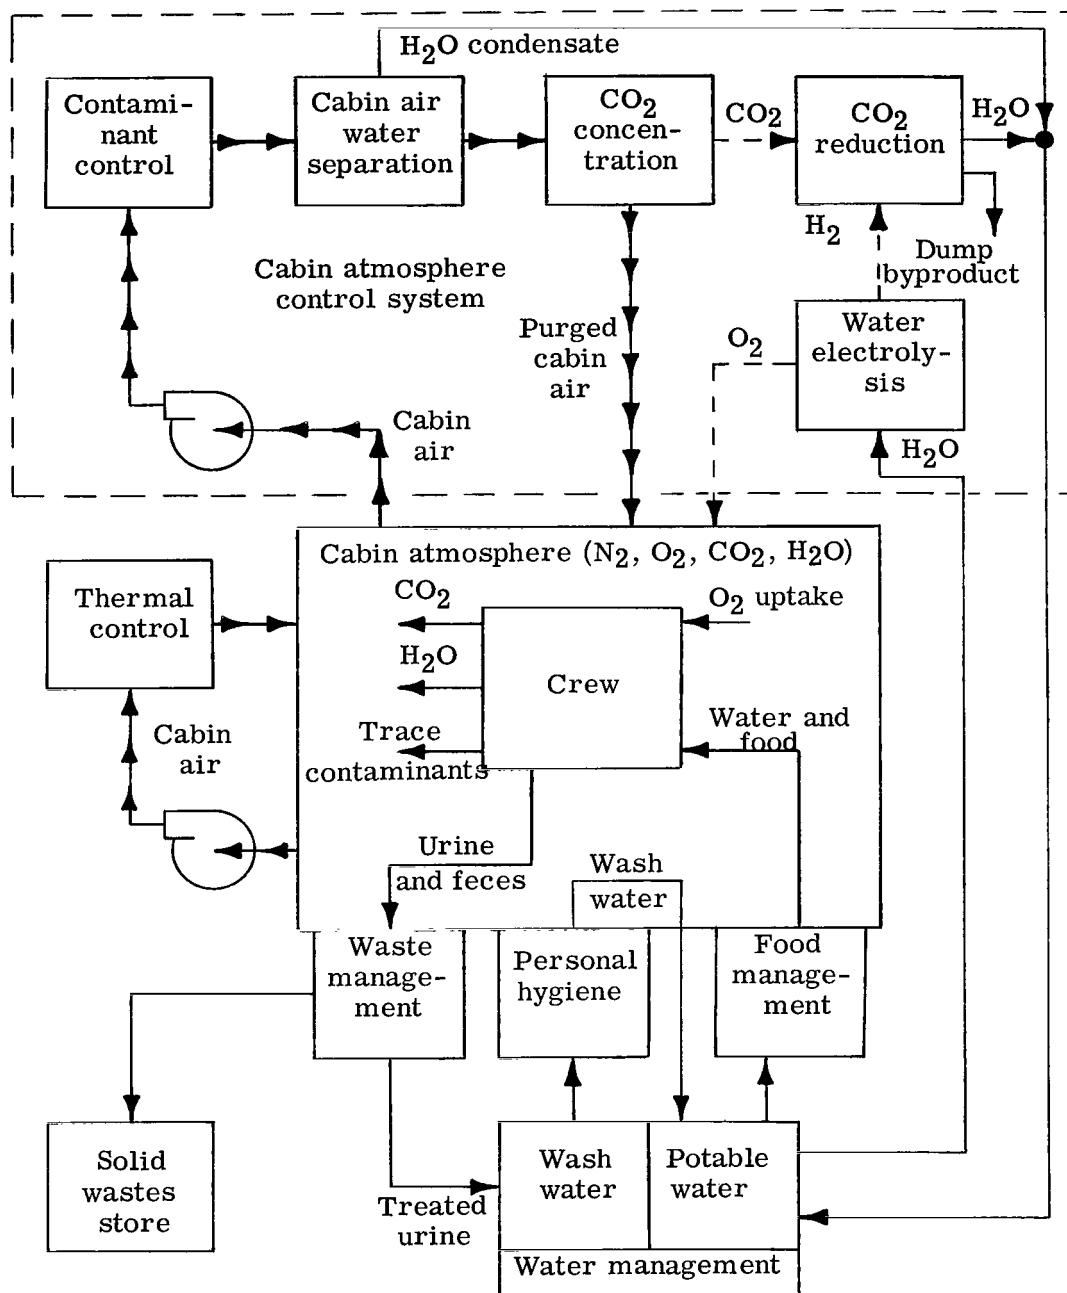 H2O condensate
Contami-
nant
control
Cabin air
water
separation
CO2
concen-
tration
CO2
CO2
reduction
H2O
H2
Dump
byproduct
Cabin atmosphere
control system
Purged
cabin
air
O2
Water
electroly-
sis
Cabin
air
H2O
Cabin atmosphere (N2, O2, CO2, H2O)
Thermal
control
CO2
O2 uptake
H2O
Crew
Cabin
air
Trace
contaminants
Water and
food
Urine
and feces
Wash
water
Waste
manage-
ment
Personal
hygiene
Food
manage-
ment
Solid
wastes
store
Treated
urine
Wash
water
Potable
water
Water management